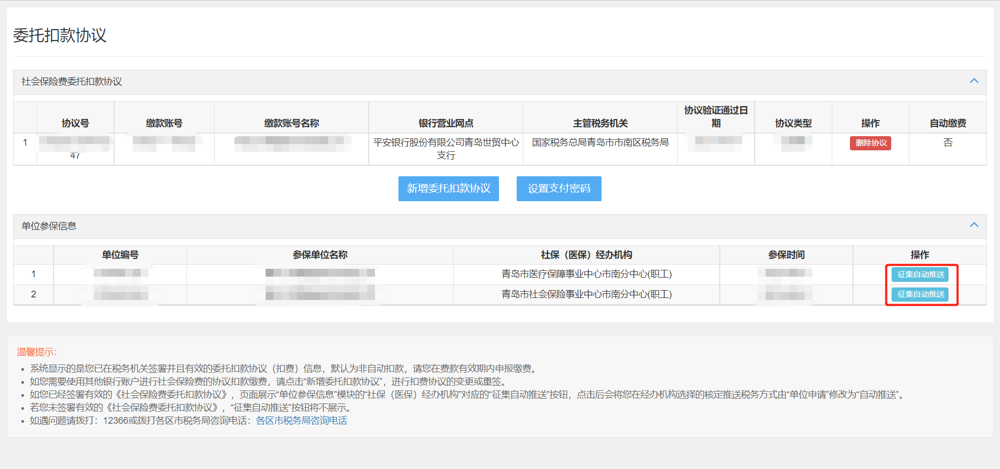 委托扣款协议
社会保险费委托扣款协议
协议号 缴款账号 缴款账号名称 银行营业网点 主管税务机关 协议验证通过日期 协议类型 操作 自动缴费
1 47 平安银行股份有限公司青岛世贸中心支行 国家税务总局青岛市市南区税务局 删除协议 否
新增委托扣款协议 设置支付密码
单位参保信息
单位编号 参保单位名称 社保（医保）经办机构 参保时间 操作
1 青岛市医疗保障事业中心市南分中心(职工) 征集自动推送
2 青岛市社会保险事业中心市南分中心(职工) 征集自动推送
温馨提示：
• 系统显示的是您已在税务机关签署并且有效的委托扣款协议（扣费）信息，默认为非自动扣款，请您在费款有效期内申报缴费。
• 如您需要使用其他银行账户进行社会保险费的协议扣款缴费，请点击“新增委托扣款协议”，进行扣费协议的变更或重签。
• 如您已经签署有效的《社会保险费委托扣款协议》，页面展示“单位参保信息”模块的“社保（医保）经办机构”对应的“征集自动推送”按钮，点击后会将您在经办机构选择的核定推送税务方式由“单位申请”修改为“自动推送”。
• 若您未签署有效的《社会保险费委托扣款协议》，“征集自动推送”按钮将不展示。
• 如遇问题请拨打：12366或拨打各区市税务局咨询电话：各区市税务局咨询电话